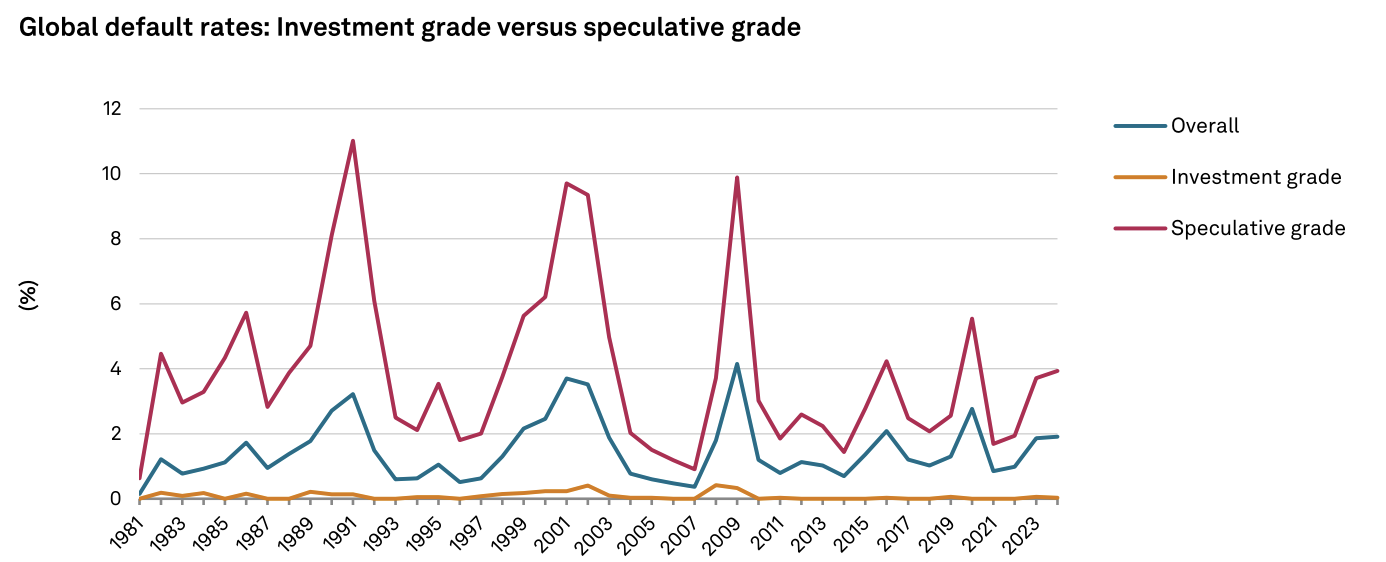 Global default rates: Investment grade versus speculative grade
(%)
12
10
8
6
4
2
0
1981 1983 1985 1987 1989 1991 1993 1995 1997 1999 2001 2003 2005 2007 2009 2011 2013 2015 2017 2019 2021 2023
Overall
Investment grade
Speculative grade